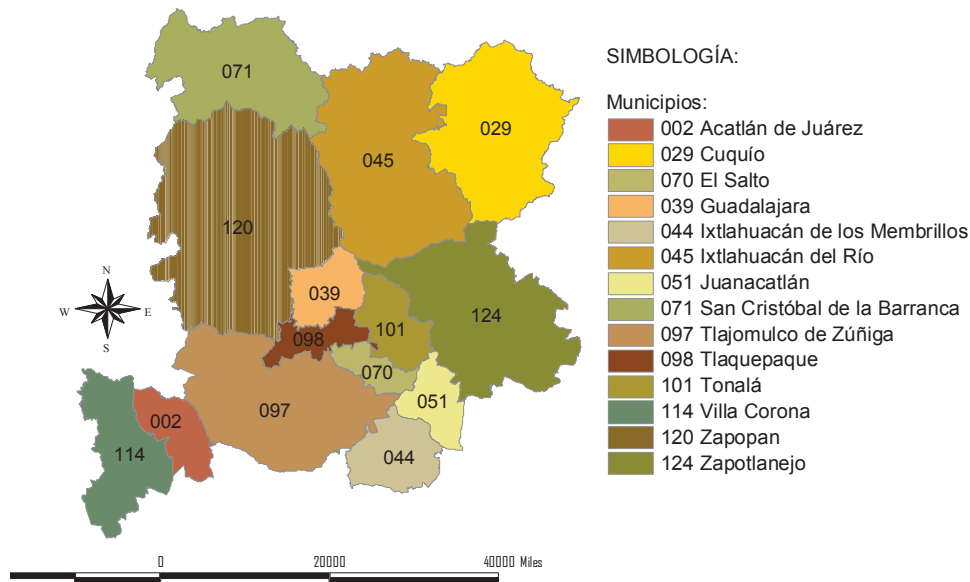 071
045
029
120
039
098
101
124
070
097
051
002
114
044
N
W
E
S
0
20000
40000 Miles
SIMBOLOGÍA:
Municipios:
002 Acatlán de Juárez
029 Cuquío
070 El Salto
039 Guadalajara
044 Ixtlahuacán de los Membrillos
045 Ixtlahuacán del Río
051 Juanacatlán
071 San Cristóbal de la Barranca
097 Tlajomulco de Zúñiga
098 Tlaquepaque
101 Tonalá
114 Villa Corona
120 Zapopan
124 Zapotlanejo